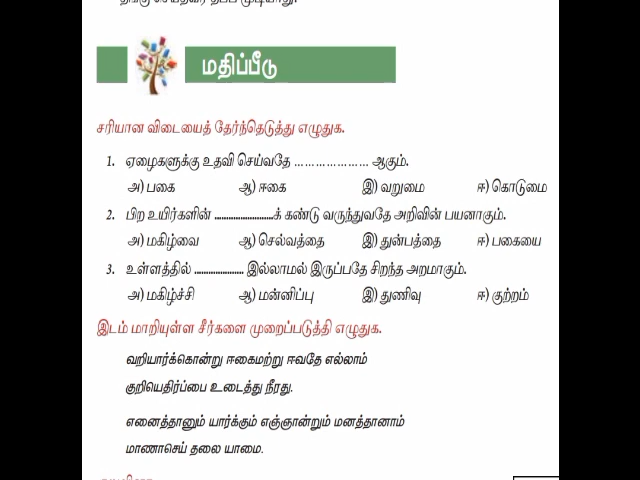 திங்கு செய்தவர் தப்ப முடியாது.
மதிப்பீடு
சரியான விடையைத் தேர்ந்தெடுத்து எழுதுக.
1. ஏழைகளுக்கு உதவி செய்வதே ………………… ஆகும்.
அ) பகை ஆ) ஈகை இ) வறுமை ஈ) கொடுமை
2. பிற உயிர்களின் ........................க் கண்டு வருந்துவதே அறிவின் பயனாகும்.
அ) மகிழ்வை ஆ) செல்வத்தை இ) துன்பத்தை ஈ) பகையை
3. உள்ளத்தில் .................... இல்லாமல் இருப்பதே சிறந்த அறமாகும்.
அ) மகிழ்ச்சி ஆ) மன்னிப்பு இ) துணிவு ஈ) குற்றம்
இடம் மாறியுள்ள சீர்களை முறைப்படுத்தி எழுதுக.
வறியார்க்கொன்று ஈகைமற்று ஈவதே எல்லாம்
குறியெதிர்ப்பை உடைத்து நீரது.
எனைத்தானும் யார்க்கும் எஞ்ஞான்றும் மனத்தானாம்
மாணாசெய் தலை யாமை.